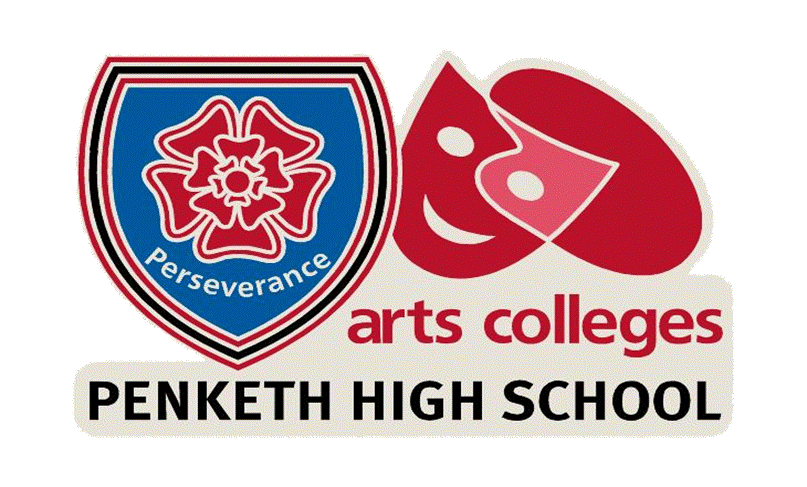 Perseverance
arts colleges
PENKETH HIGH SCHOOL